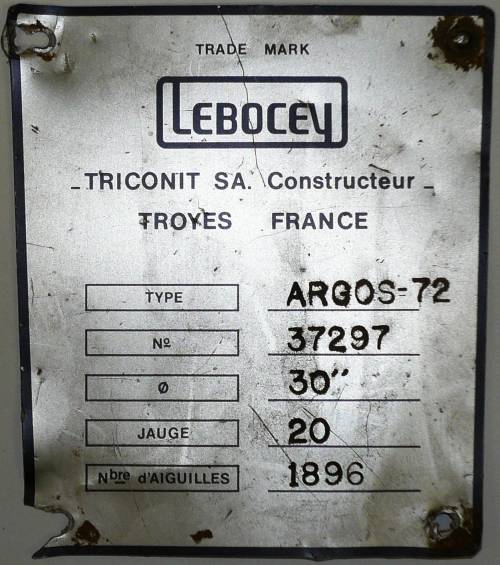 TRADE MARK
LEBOCEY
TRICONIT SA. Constructeur
TROYES FRANCE
TYPE ARGOS-72
Nº 37297
Ø 30"
JAUGE 20
Nbre d'AIGUILLES 1896